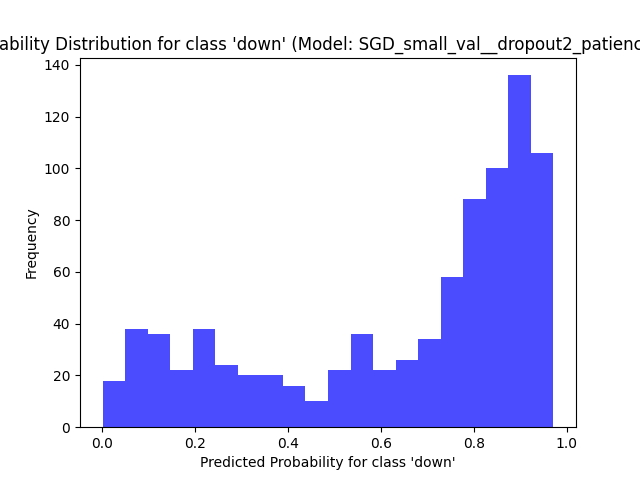 ability Distribution for class 'down' (Model: SGD_small_val__dropout2_patienc
140
120
100
80
60
40
20
0
Frequency
0.0 0.2 0.4 0.6 0.8 1.0
Predicted Probability for class 'down'